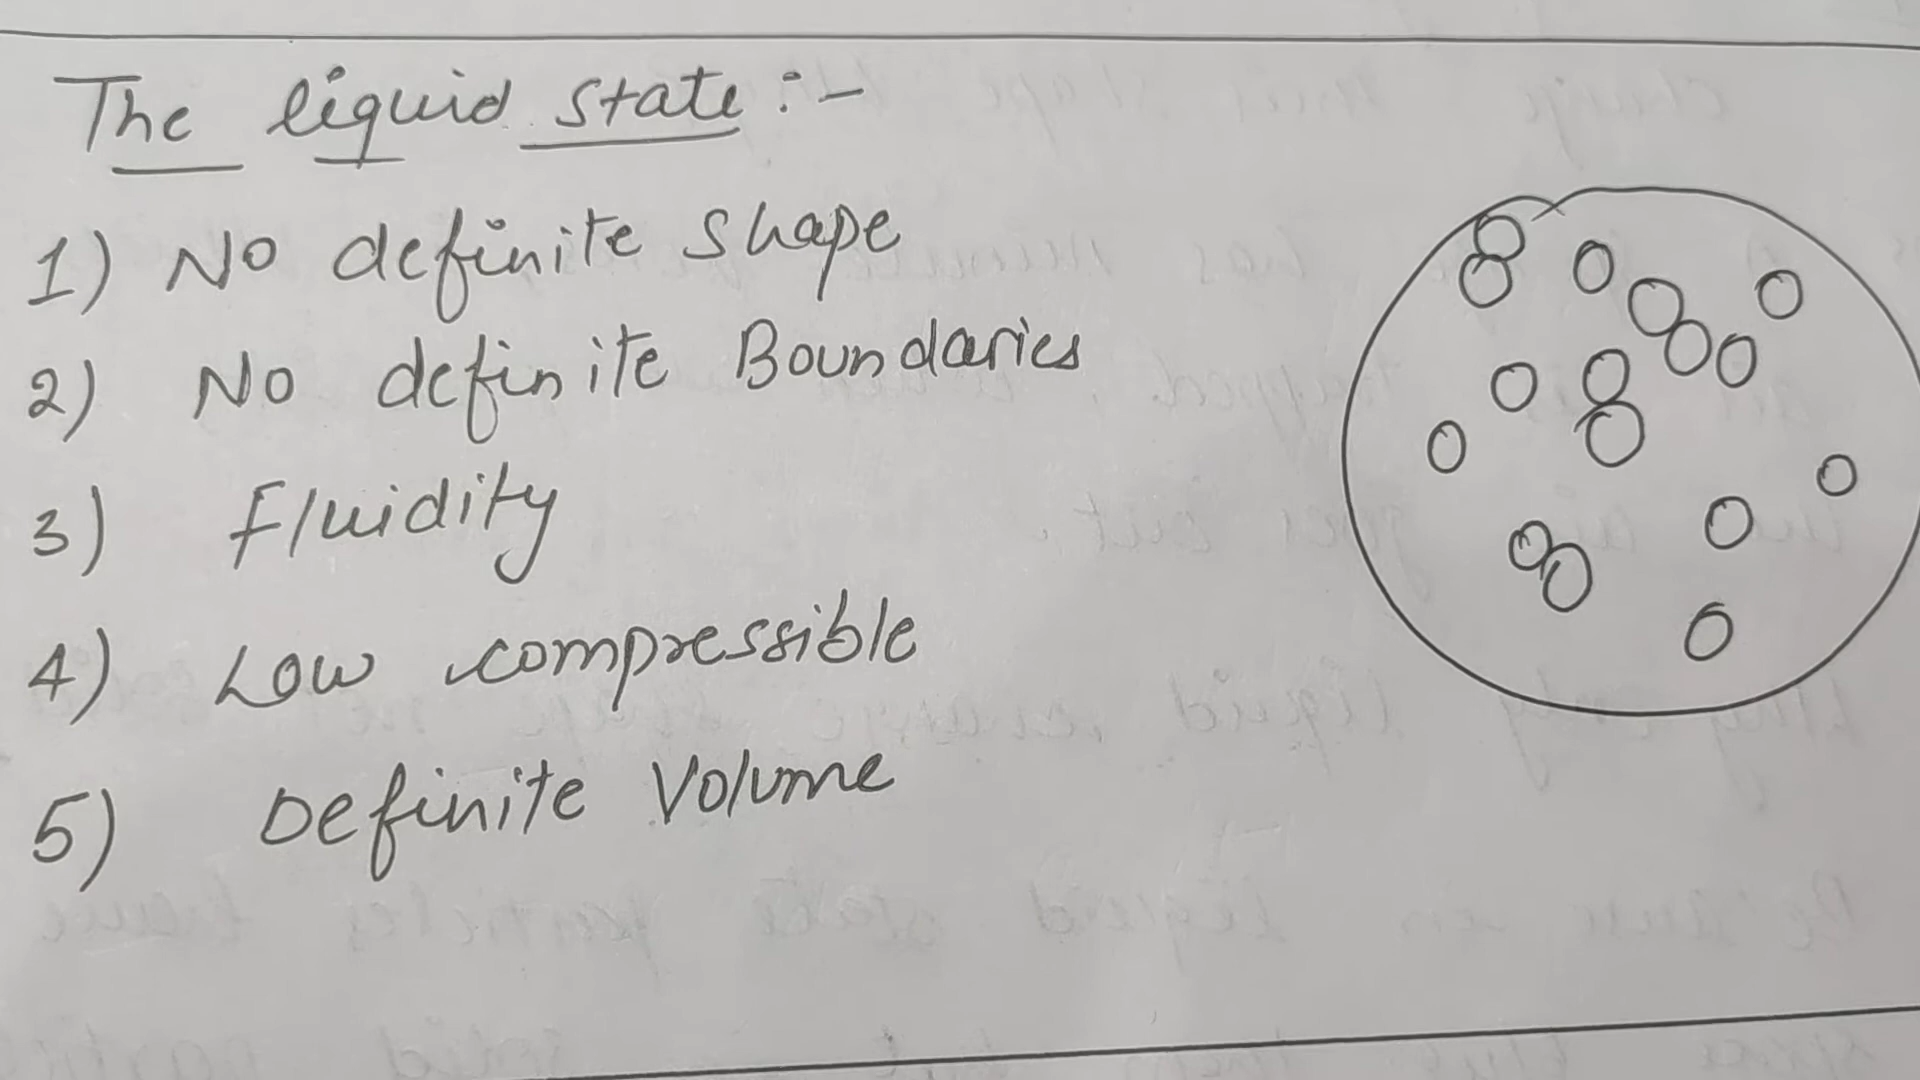 The liquid state :-
1) No definite shape
2) No definite Boundaries
3) Fluidity
4) Low compressible
5) Definite Volume